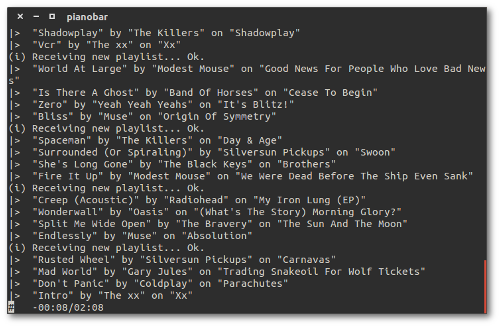 pianobar
|>  "Shadowplay" by "The Killers" on "Shadowplay"
|>  "Vcr" by "The xx" on "Xx"
(i) Receiving new playlist... Ok.
|>  "World At Large" by "Modest Mouse" on "Good News For People Who Love Bad New
s"
|>  "Is There A Ghost" by "Band Of Horses" on "Cease To Begin"
|>  "Zero" by "Yeah Yeah Yeahs" on "It's Blitz!"
|>  "Bliss" by "Muse" on "Origin Of Symmetry"
(i) Receiving new playlist... Ok.
|>  "Spaceman" by "The Killers" on "Day & Age"
|>  "Surrounded (Or Spiraling)" by "Silversun Pickups" on "Swoon"
|>  "She's Long Gone" by "The Black Keys" on "Brothers"
|>  "Fire It Up" by "Modest Mouse" on "We Were Dead Before The Ship Even Sank"
(i) Receiving new playlist... Ok.
|>  "Creep (Acoustic)" by "Radiohead" on "My Iron Lung (EP)"
|>  "Wonderwall" by "Oasis" on "(What's The Story) Morning Glory?"
|>  "Split Me Wide Open" by "The Bravery" on "The Sun And The Moon"
|>  "Endlessly" by "Muse" on "Absolution"
(i) Receiving new playlist... Ok.
|>  "Rusted Wheel" by "Silversun Pickups" on "Carnavas"
|>  "Mad World" by "Gary Jules" on "Trading Snakeoil For Wolf Tickets"
|>  "Don't Panic" by "Coldplay" on "Parachutes"
|>  "Intro" by "The xx" on "Xx"
#   -00:08/02:08